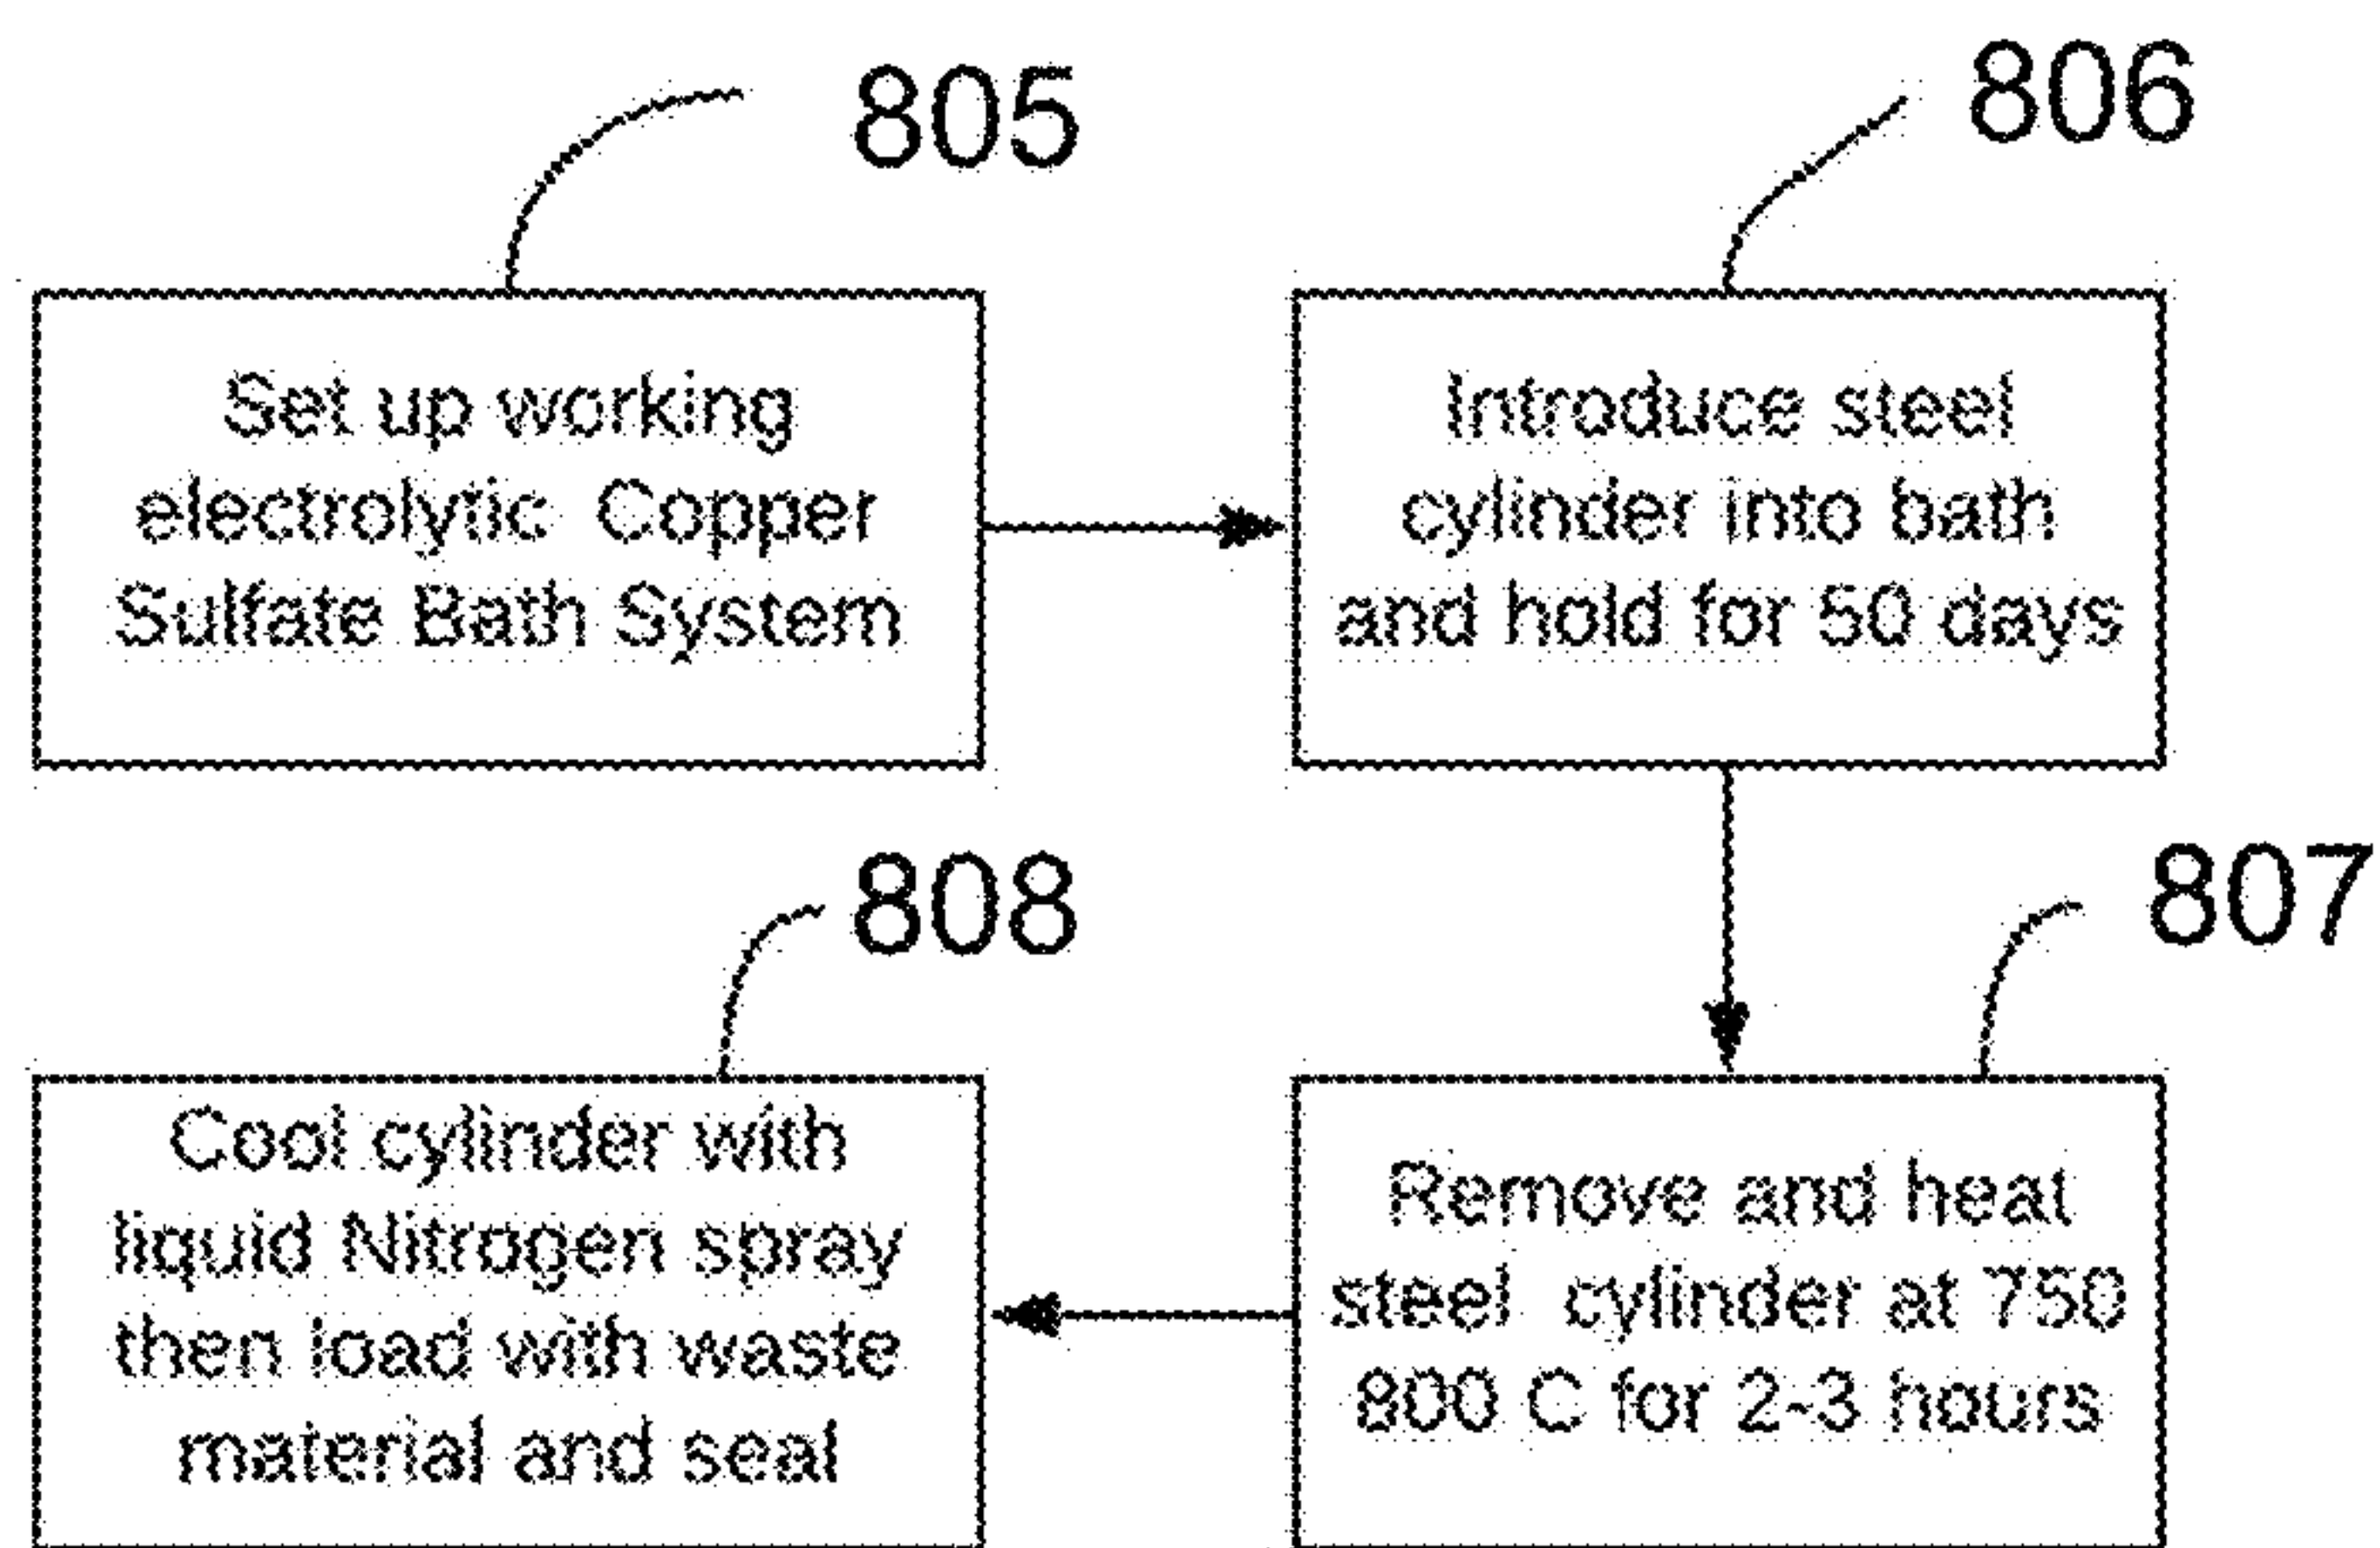 805
Set up working
electrolytic Copper
Sulfate Bath System
806
Introduce steel
cylinder into bath
and hold for 50 days
807
Remove and heat
steel cylinder at 750
800 C for 2-3 hours
808
Cool cylinder with
liquid Nitrogen spray
then load with waste
material and seal